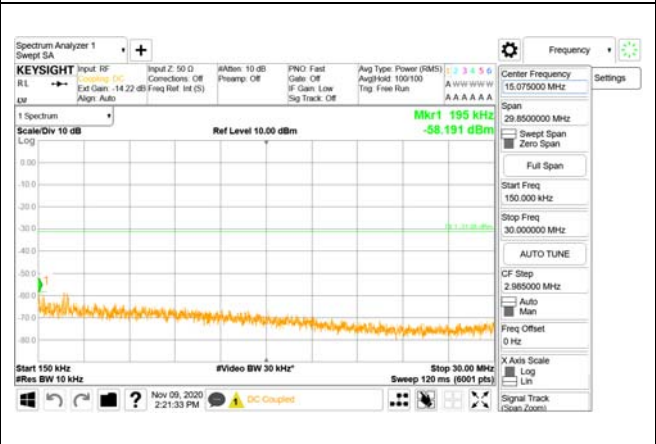 Spectrum Analyzer 1
Swept SA
Frequency
KEYSIGHT
RL
Input: RF
Coupling: DC
Ext Gain: -14.22 dB
Align: Auto
Input Z: 50 Ω
Corrections: Off
Freq Ref: Int (S)
#Atten: 10 dB
Preamp: Off
PNO: Fast
Gate: Off
IF Gain: Low
Sig Track: Off
Avg Type: Power (RMS)
Avg|Hold: 100/100
Trig: Free Run
1 2 3 4 5 6
A W W W W W
A A A A A A
1 Spectrum
Scale/Div 10 dB
Log
Ref Level 10.00 dBm
Mkr1 195 kHz
-58.191 dBm
0.00
-10.0
-20.0
-30.0
-40.0
-50.0
-60.0
-70.0
-80.0
1
Start 150 kHz
#Res BW 10 kHz
#Video BW 30 kHz*
Stop 30.00 MHz
Sweep 120 ms (6001 pts)
Nov 09, 2020
2:21:33 PM
1
DC Coupled
Center Frequency
15.075000 MHz
Settings
Span
29.8500000 MHz
Swept Span
Zero Span
Full Span
Start Freq
150.000 kHz
Stop Freq
30.000000 MHz
AUTO TUNE
CF Step
2.985000 MHz
Auto
Man
Freq Offset
0 Hz
X Axis Scale
Log
Lin
Signal Track
(Span Zoom)